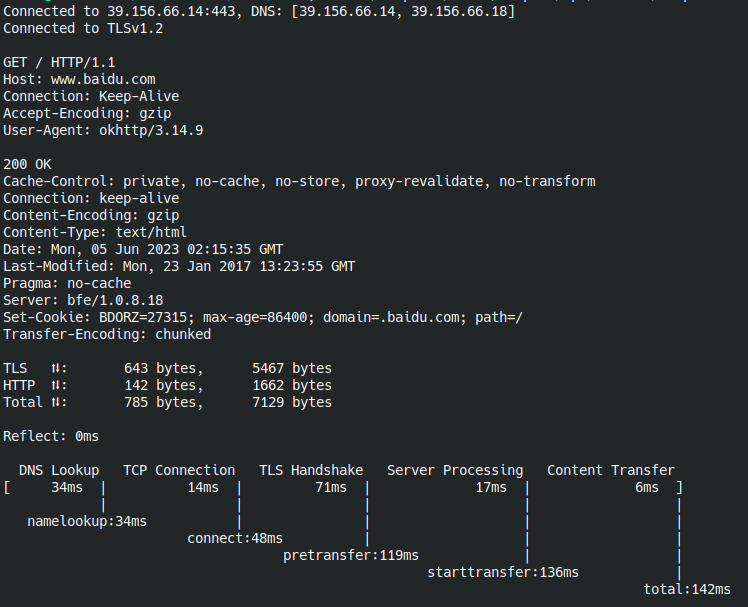 Connected to 39.156.66.14:443, DNS: [39.156.66.14, 39.156.66.18]
Connected to TLSv1.2

GET / HTTP/1.1
Host: www.baidu.com
Connection: Keep-Alive
Accept-Encoding: gzip
User-Agent: okhttp/3.14.9

200 OK
Cache-Control: private, no-cache, no-store, proxy-revalidate, no-transform
Connection: keep-alive
Content-Encoding: gzip
Content-Type: text/html
Date: Mon, 05 Jun 2023 02:15:35 GMT
Last-Modified: Mon, 23 Jan 2017 13:23:55 GMT
Pragma: no-cache
Server: bfe/1.0.8.18
Set-Cookie: BDORZ=27315; max-age=86400; domain=.baidu.com; path=/
Transfer-Encoding: chunked

TLS   ⇅:       643 bytes,      5467 bytes
HTTP  ⇅:       142 bytes,      1662 bytes
Total ⇅:       785 bytes,      7129 bytes

Reflect: 0ms

  DNS Lookup   TCP Connection   TLS Handshake   Server Processing   Content Transfer
[     34ms  |          14ms  |         71ms  |             17ms  |             6ms  ]
            |                |               |                   |                  |
   namelookup:34ms           |               |                   |                  |
                       connect:48ms          |                   |                  |
                                   pretransfer:119ms             |                  |
                                                     starttransfer:136ms            |
                                                                                total:142ms